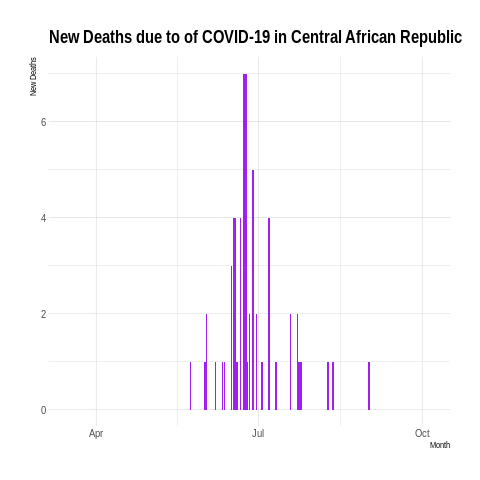 New Deaths due to of COVID-19 in Central African Republic
New Deaths
6
4
2
0
Apr
Jul
Oct
Month